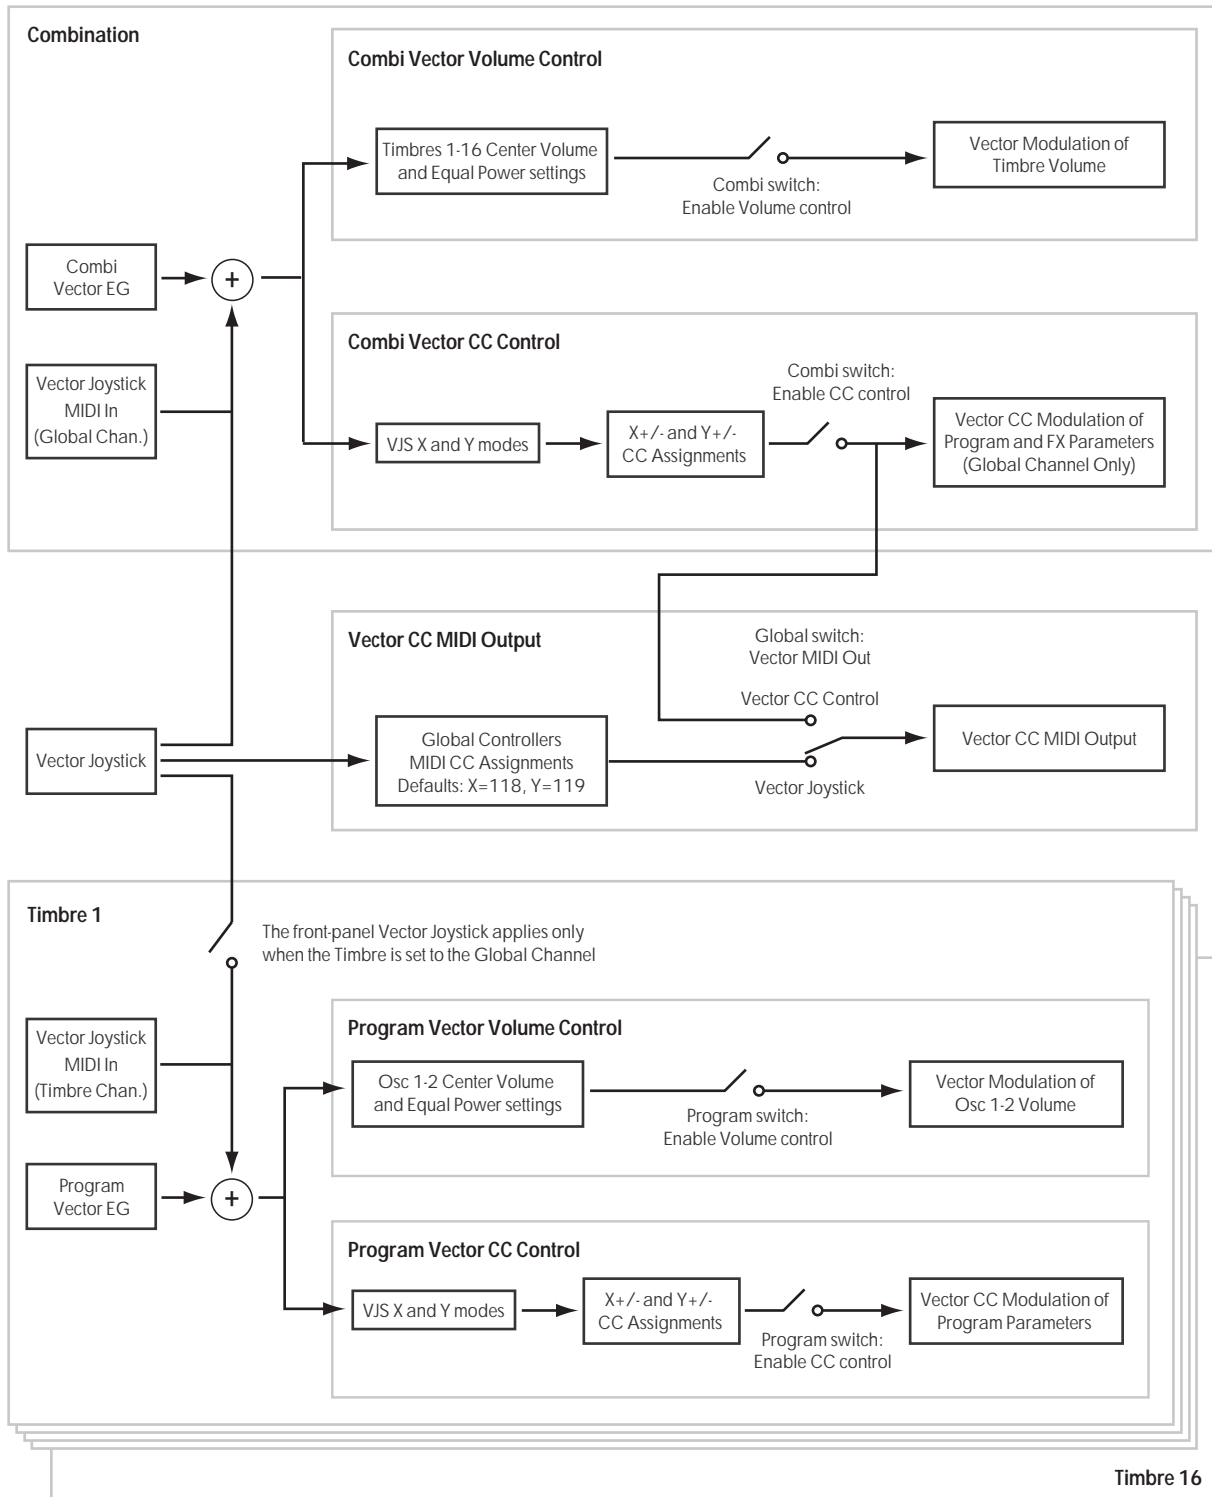 Combination
Combi Vector Volume Control
Timbres 1-16 Center Volume
and Equal Power settings
Combi switch:
Enable Volume control
Vector Modulation of
Timbre Volume
Combi
Vector EG
+
Vector Joystick
MIDI In
(Global Chan.)
Combi Vector CC Control
VJS X and Y modes
X+/- and Y+/-
CC Assignments
Combi switch:
Enable CC control
Vector CC Modulation of
Program and FX Parameters
(Global Channel Only)
Vector CC MIDI Output
Global switch:
Vector MIDI Out
Vector CC Control
Vector Joystick
Global Controllers
MIDI CC Assignments
Defaults: X=118, Y=119
Vector Joystick
Vector CC MIDI Output
Timbre 1
The front-panel Vector Joystick applies only
when the Timbre is set to the Global Channel
Vector Joystick
MIDI In
(Timbre Chan.)
Program Vector Volume Control
Osc 1-2 Center Volume
and Equal Power settings
Program switch:
Enable Volume control
Vector Modulation of
Osc 1-2 Volume
Program
Vector EG
+
Program Vector CC Control
VJS X and Y modes
X+/- and Y+/-
CC Assignments
Program switch:
Enable CC control
Vector CC Modulation of
Program Parameters
Timbre 16